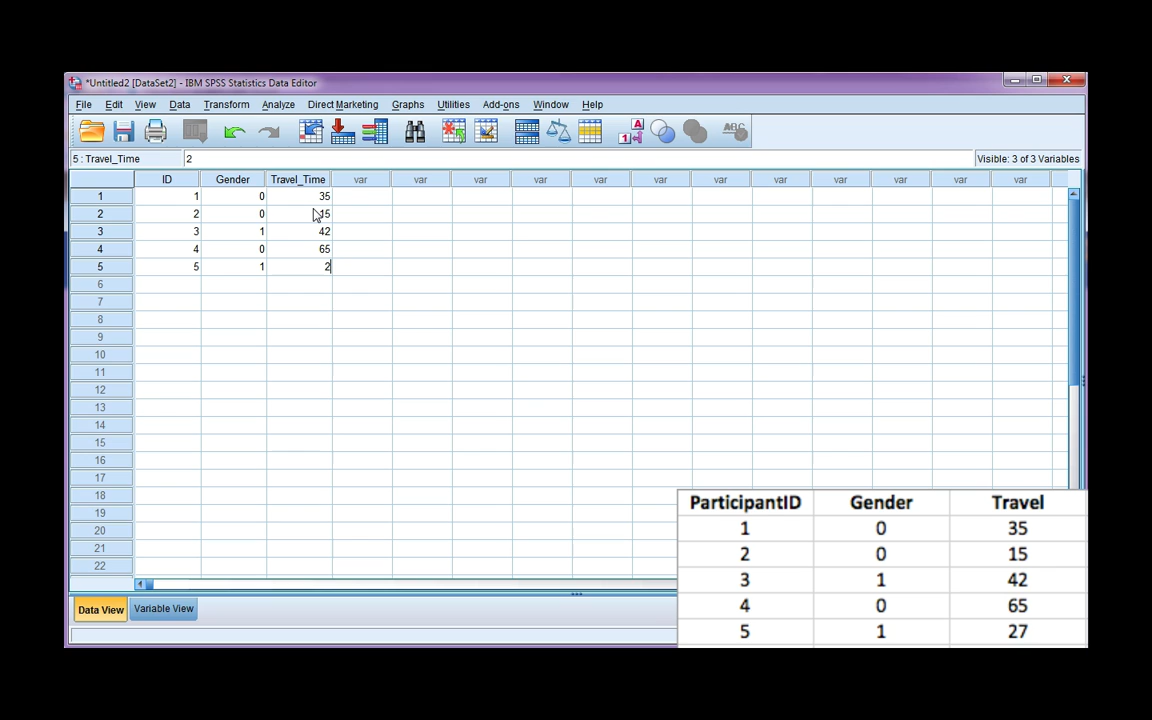 *Untitled2 [DataSet2] - IBM SPSS Statistics Data Editor
File Edit View Data Transform Analyze Direct Marketing Graphs Utilities Add-ons Window Help
5 : Travel_Time 2 Visible: 3 of 3 Variables
ID Gender Travel_Time var var var var var var var var var var var var
1 1 0 35
2 2 0 15
3 3 1 42
4 4 0 65
5 5 1 2
6
7
8
9
10
11
12
13
14
15
16
17
18
19
20
21
22
Data View Variable View
ParticipantID Gender Travel
1 0 35
2 0 15
3 1 42
4 0 65
5 1 27